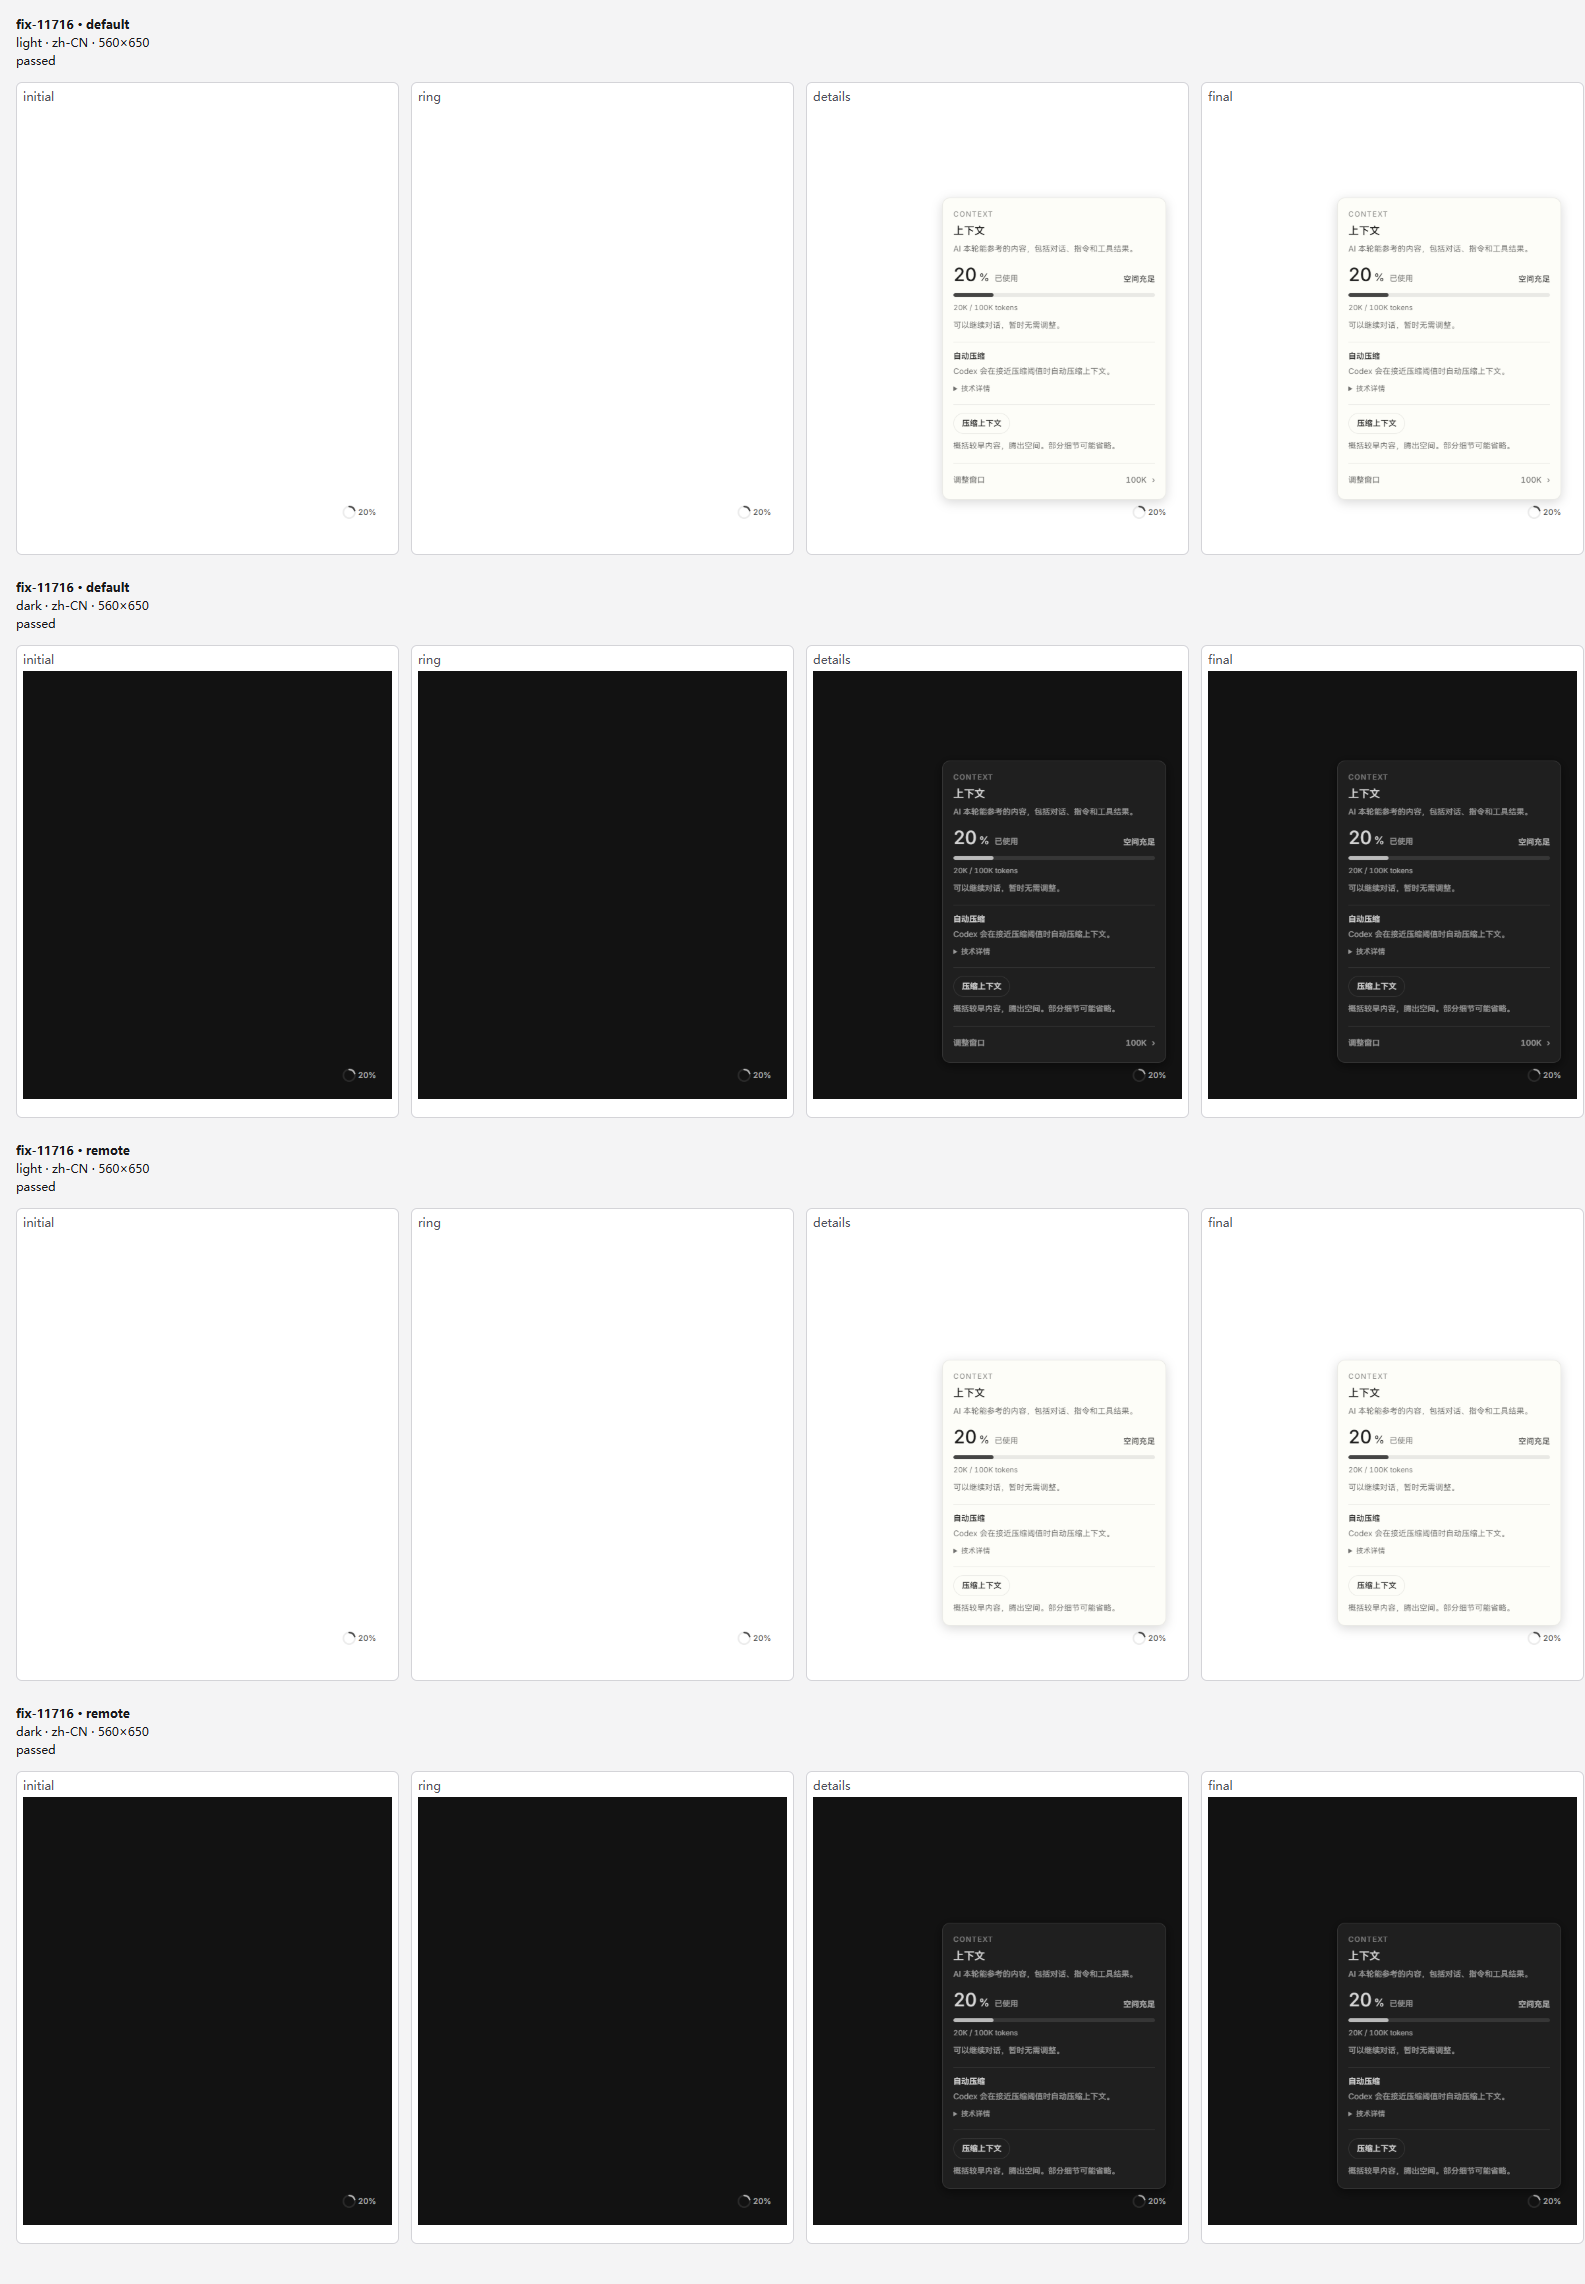 fix-11716 • default
light · zh-CN · 560×650
passed
initial
20%
ring
20%
details
CONTEXT
上下文
AI 本轮能参考的内容，包括对话、指令和工具结果。
20 % 已使用 空间充足
20K / 100K tokens
可以继续对话，暂时无需调整。
自动压缩
Codex 会在接近压缩阈值时自动压缩上下文。
▸ 技术详情
压缩上下文
概括较早内容，腾出空间。部分细节可能省略。
调整窗口 100K ›
20%
final
CONTEXT
上下文
AI 本轮能参考的内容，包括对话、指令和工具结果。
20 % 已使用 空间充足
20K / 100K tokens
可以继续对话，暂时无需调整。
自动压缩
Codex 会在接近压缩阈值时自动压缩上下文。
▸ 技术详情
压缩上下文
概括较早内容，腾出空间。部分细节可能省略。
调整窗口 100K ›
20%
fix-11716 • default
dark · zh-CN · 560×650
passed
initial
20%
ring
20%
details
CONTEXT
上下文
AI 本轮能参考的内容，包括对话、指令和工具结果。
20 % 已使用 空间充足
20K / 100K tokens
可以继续对话，暂时无需调整。
自动压缩
Codex 会在接近压缩阈值时自动压缩上下文。
▸ 技术详情
压缩上下文
概括较早内容，腾出空间。部分细节可能省略。
调整窗口 100K ›
20%
final
CONTEXT
上下文
AI 本轮能参考的内容，包括对话、指令和工具结果。
20 % 已使用 空间充足
20K / 100K tokens
可以继续对话，暂时无需调整。
自动压缩
Codex 会在接近压缩阈值时自动压缩上下文。
▸ 技术详情
压缩上下文
概括较早内容，腾出空间。部分细节可能省略。
调整窗口 100K ›
20%
fix-11716 • remote
light · zh-CN · 560×650
passed
initial
20%
ring
20%
details
CONTEXT
上下文
AI 本轮能参考的内容，包括对话、指令和工具结果。
20 % 已使用 空间充足
20K / 100K tokens
可以继续对话，暂时无需调整。
自动压缩
Codex 会在接近压缩阈值时自动压缩上下文。
▸ 技术详情
压缩上下文
概括较早内容，腾出空间。部分细节可能省略。
20%
final
CONTEXT
上下文
AI 本轮能参考的内容，包括对话、指令和工具结果。
20 % 已使用 空间充足
20K / 100K tokens
可以继续对话，暂时无需调整。
自动压缩
Codex 会在接近压缩阈值时自动压缩上下文。
▸ 技术详情
压缩上下文
概括较早内容，腾出空间。部分细节可能省略。
20%
fix-11716 • remote
dark · zh-CN · 560×650
passed
initial
20%
ring
20%
details
CONTEXT
上下文
AI 本轮能参考的内容，包括对话、指令和工具结果。
20 % 已使用 空间充足
20K / 100K tokens
可以继续对话，暂时无需调整。
自动压缩
Codex 会在接近压缩阈值时自动压缩上下文。
▸ 技术详情
压缩上下文
概括较早内容，腾出空间。部分细节可能省略。
20%
final
CONTEXT
上下文
AI 本轮能参考的内容，包括对话、指令和工具结果。
20 % 已使用 空间充足
20K / 100K tokens
可以继续对话，暂时无需调整。
自动压缩
Codex 会在接近压缩阈值时自动压缩上下文。
▸ 技术详情
压缩上下文
概括较早内容，腾出空间。部分细节可能省略。
20%